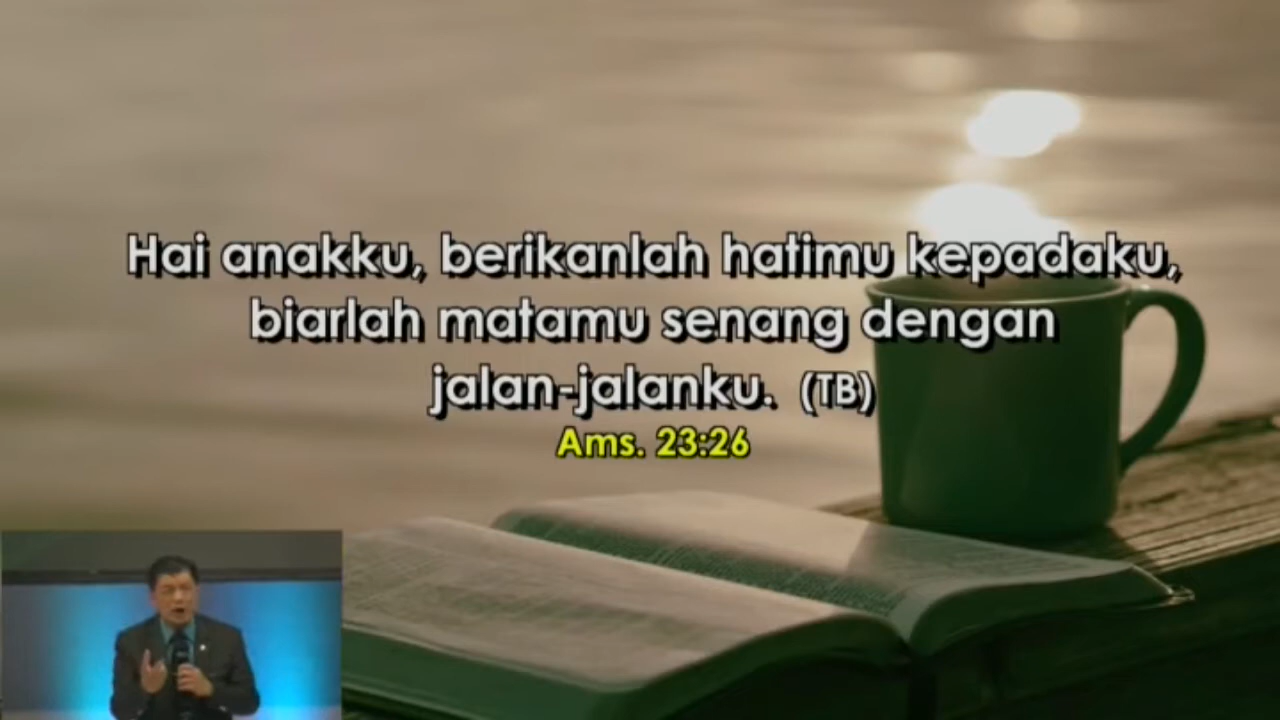 Hai anakku, berikanlah hatimu kepadaku,
biarlah matamu senang dengan
jalan-jalanku. (TB)
Ams. 23:26